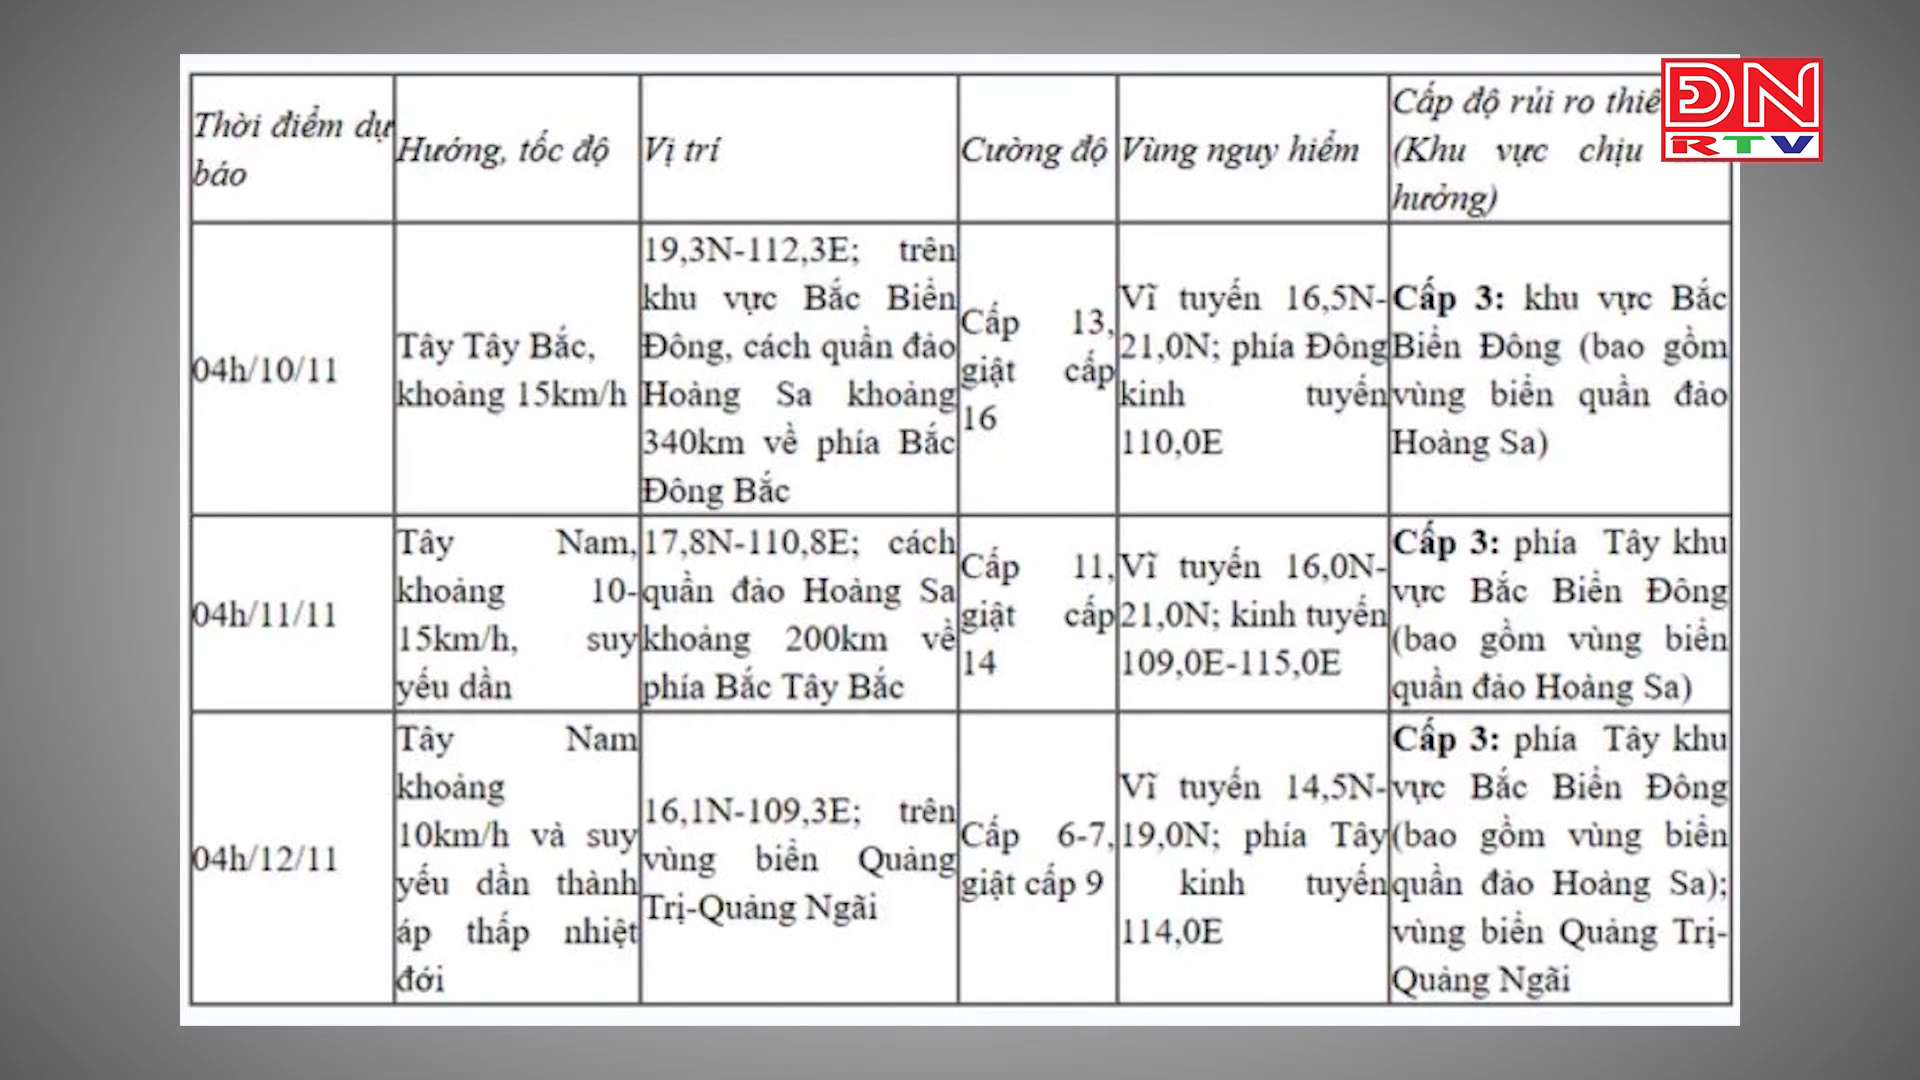 Thời điểm dự
báo
Hướng, tốc độ
Vị trí
Cường độ
Vùng nguy hiểm
Cấp độ rủi ro
(Khu vực chịu
hưởng)
04h/10/11
Tây Tây Bắc,
khoảng 15km/h
19,3N-112,3E; trên
khu vực Bắc Biển
Đông, cách quần đảo
Hoàng Sa khoảng
340km về phía Bắc
Đông Bắc
Cấp 13,
giật cấp
16
Vĩ tuyến 16,5N-
21,0N; phía Đông
kinh tuyến
110,0E
Cấp 3: khu vực Bắc
Biển Đông (bao gồm
vùng biển quần đảo
Hoàng Sa)
04h/11/11
Tây Nam,
khoảng 10-
15km/h, suy
yếu dần
17,8N-110,8E; cách
quần đảo Hoàng Sa
khoảng 200km về
phía Bắc Tây Bắc
Cấp 11,
giật cấp
14
Vĩ tuyến 16,0N-
21,0N; kinh tuyến
109,0E-115,0E
Cấp 3: phía Tây khu
vực Bắc Biển Đông
(bao gồm vùng biển
quần đảo Hoàng Sa)
04h/12/11
Tây Nam
khoảng
10km/h và suy
yếu dần thành
áp thấp nhiệt
đới
16,1N-109,3E; trên
vùng biển Quảng
Trị-Quảng Ngãi
Cấp 6-7,
giật cấp 9
Vĩ tuyến 14,5N-
19,0N; phía Tây
kinh tuyến
114,0E
Cấp 3: phía Tây khu
vực Bắc Biển Đông
(bao gồm vùng biển
quần đảo Hoàng Sa);
vùng biển Quảng Trị-
Quảng Ngãi
ĐN
RTV